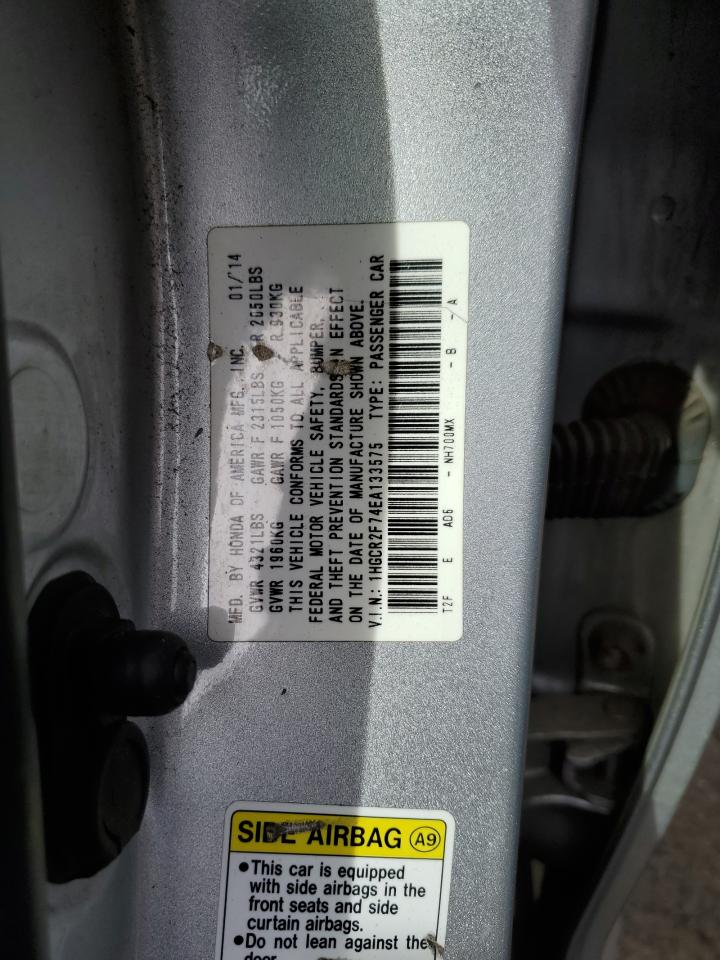 MFD. BY HONDA OF AMERICA MFG., INC. 01/14
GVWR 4321LBS GAWR F 2315LBS R 2050LBS
GVWR 1960KG GAWR F 1050KG R 930KG
THIS VEHICLE CONFORMS TO ALL APPLICABLE
FEDERAL MOTOR VEHICLE SAFETY, BUMPER,
AND THEFT PREVENTION STANDARDS IN EFFECT
ON THE DATE OF MANUFACTURE SHOWN ABOVE.
V.I.N.: 1HGCR2F74EA133575 TYPE: PASSENGER CAR
T2F E AD6 - NH700MX - B - A
SIDE AIRBAG A9
●This car is equipped
with side airbags in the
front seats and side
curtain airbags.
●Do not lean against the
door.